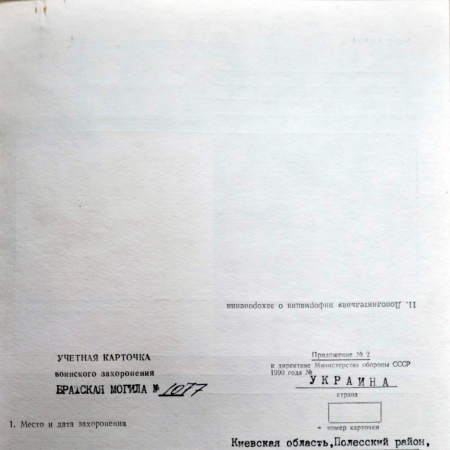 11. Дополнительная информация о захоронении
УЧЕТНАЯ КАРТОЧКА
воинского захоронения
БРАТСКАЯ МОГИЛА №
Приложение № 2
к директиве Министерства обороны СССР
1990 года №
УКРАИНА
страна
номер карточки
1. Место и дата захоронения
Киевская область,Полесский район,